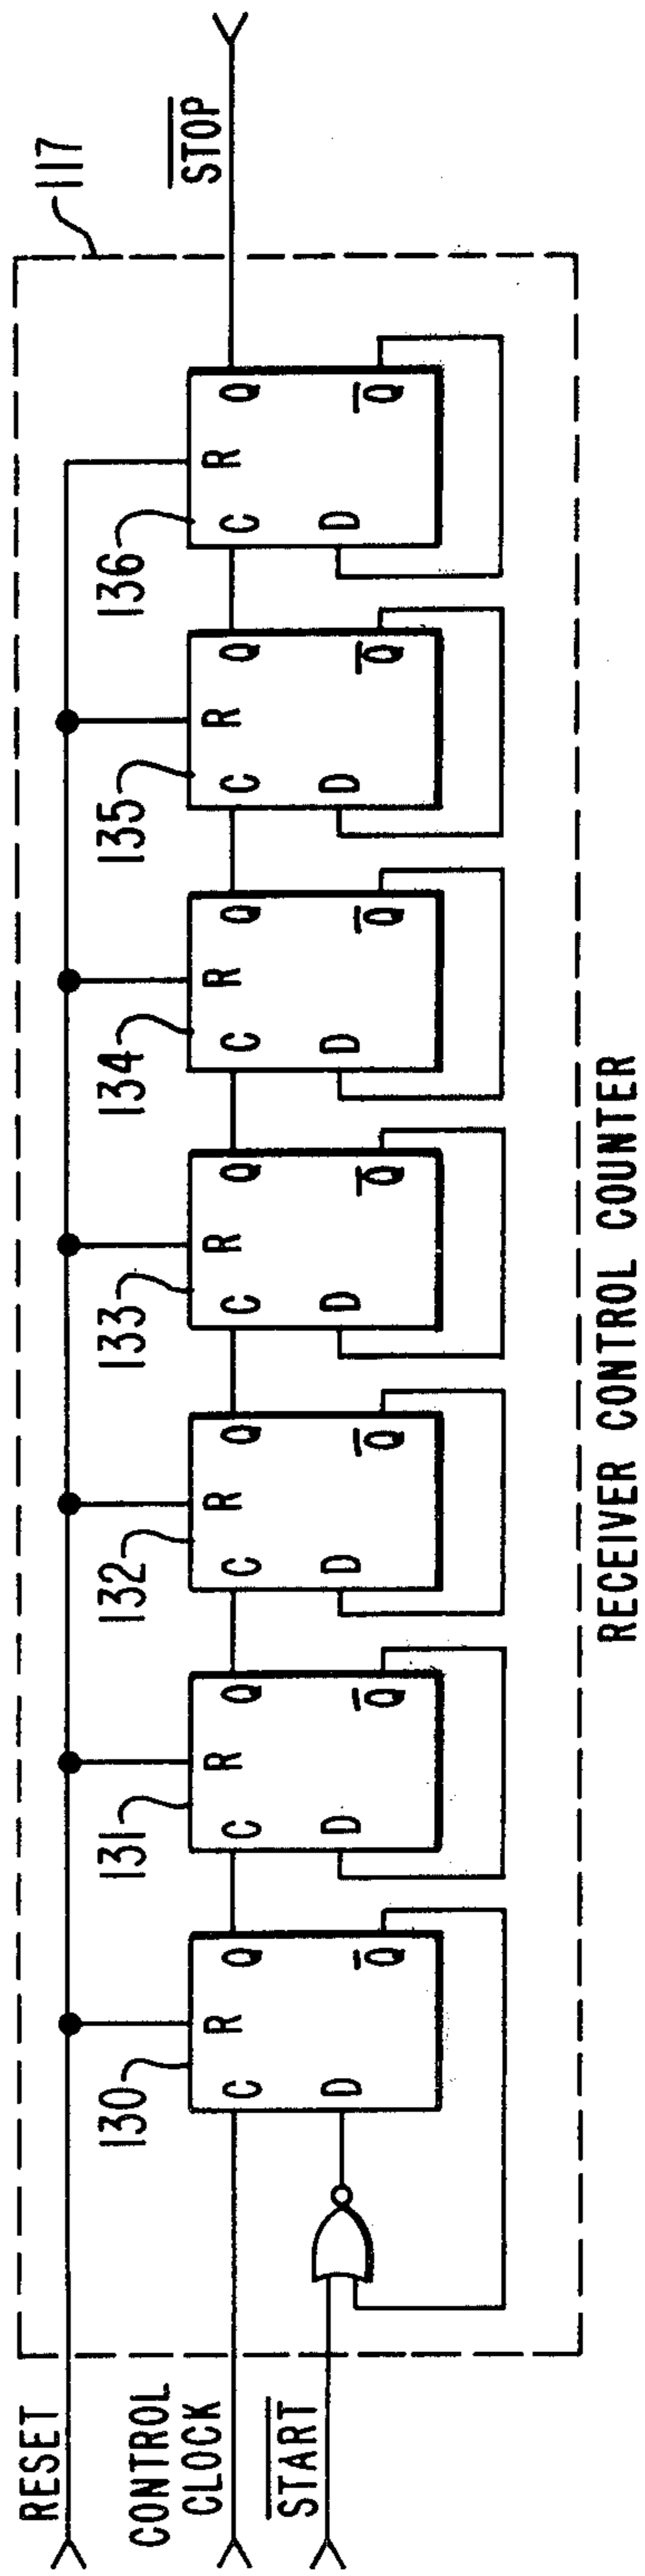 RESET
CONTROL
CLOCK
START
130
C R Q
D Q
131
C R Q
D Q
132
C R Q
D Q
133
C R Q
D Q
134
C R Q
D Q
135
C R Q
D Q
136
C R Q
D Q
117
STOP
RECEIVER CONTROL COUNTER